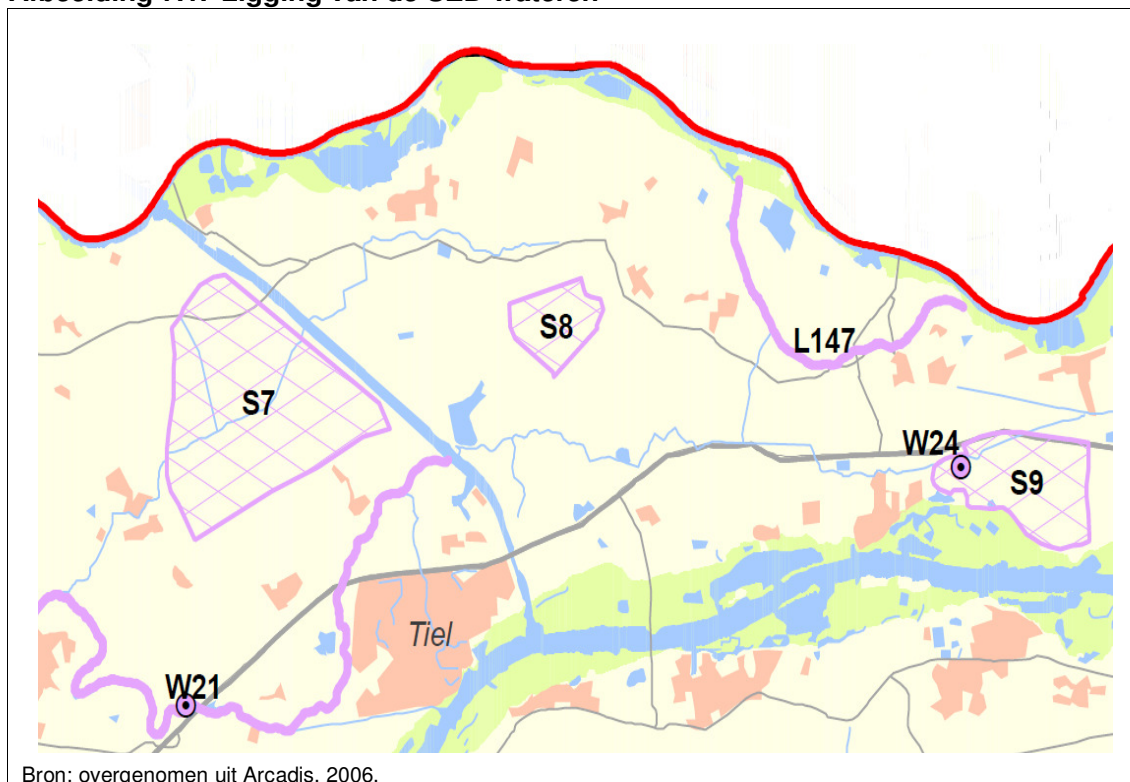 S8
L147
S7
W24
S9
Tiel
W21
Bron: overgenomen uit Arcadis, 2006.